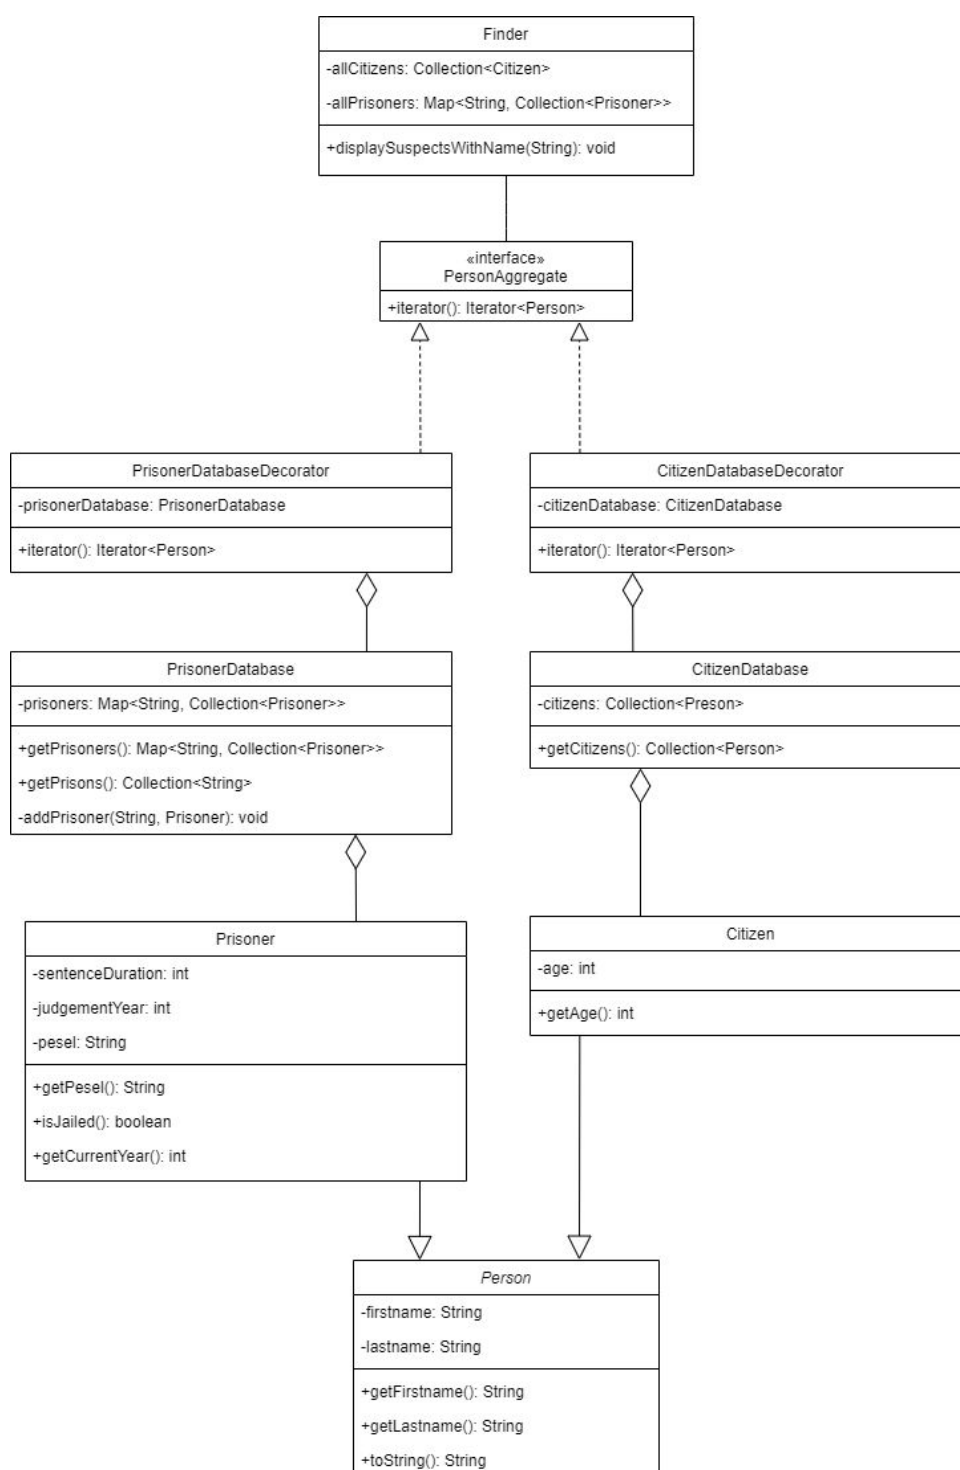 Finder
-allCitizens: Collection<Citizen>
-allPrisoners: Map<String, Collection<Prisoner>>
+displaySuspectsWithName(String): void
«interface»
PersonAggregate
+iterator(): Iterator<Person>
PrisonerDatabaseDecorator
-prisonerDatabase: PrisonerDatabase
+iterator(): Iterator<Person>
CitizenDatabaseDecorator
-citizenDatabase: CitizenDatabase
+iterator(): Iterator<Person>
PrisonerDatabase
-prisoners: Map<String, Collection<Prisoner>>
+getPrisoners(): Map<String, Collection<Prisoner>>
+getPrisons(): Collection<String>
-addPrisoner(String, Prisoner): void
CitizenDatabase
-citizens: Collection<Preson>
+getCitizens(): Collection<Person>
Prisoner
-sentenceDuration: int
-judgementYear: int
-pesel: String
+getPesel(): String
+isJailed(): boolean
+getCurrentYear(): int
Citizen
-age: int
+getAge(): int
Person
-firstname: String
-lastname: String
+getFirstname(): String
+getLastname(): String
+toString(): String